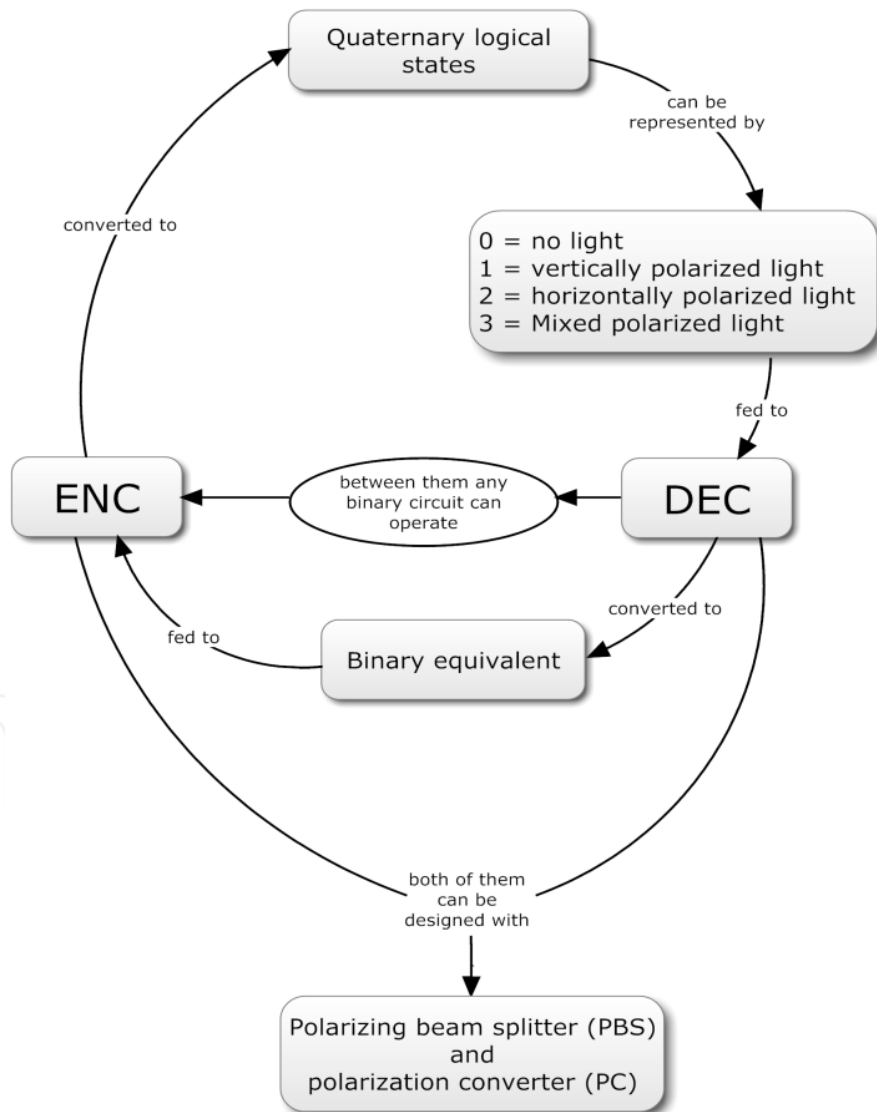 Quaternary logical
states
can be
represented by
converted to
0 = no light
1 = vertically polarized light
2 = horizontally polarized light
3 = Mixed polarized light
fed to
ENC
between them any
binary circuit can
operate
DEC
converted to
fed to
Binary equivalent
both of them
can be
designed with
Polarizing beam splitter (PBS)
and
polarization converter (PC)